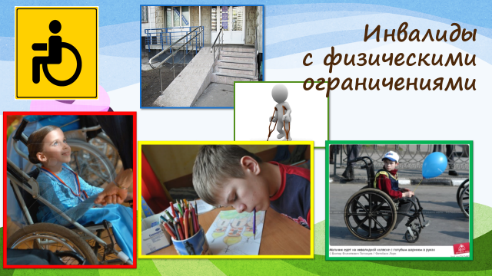 Инвалиды
с физическими
ограничениями